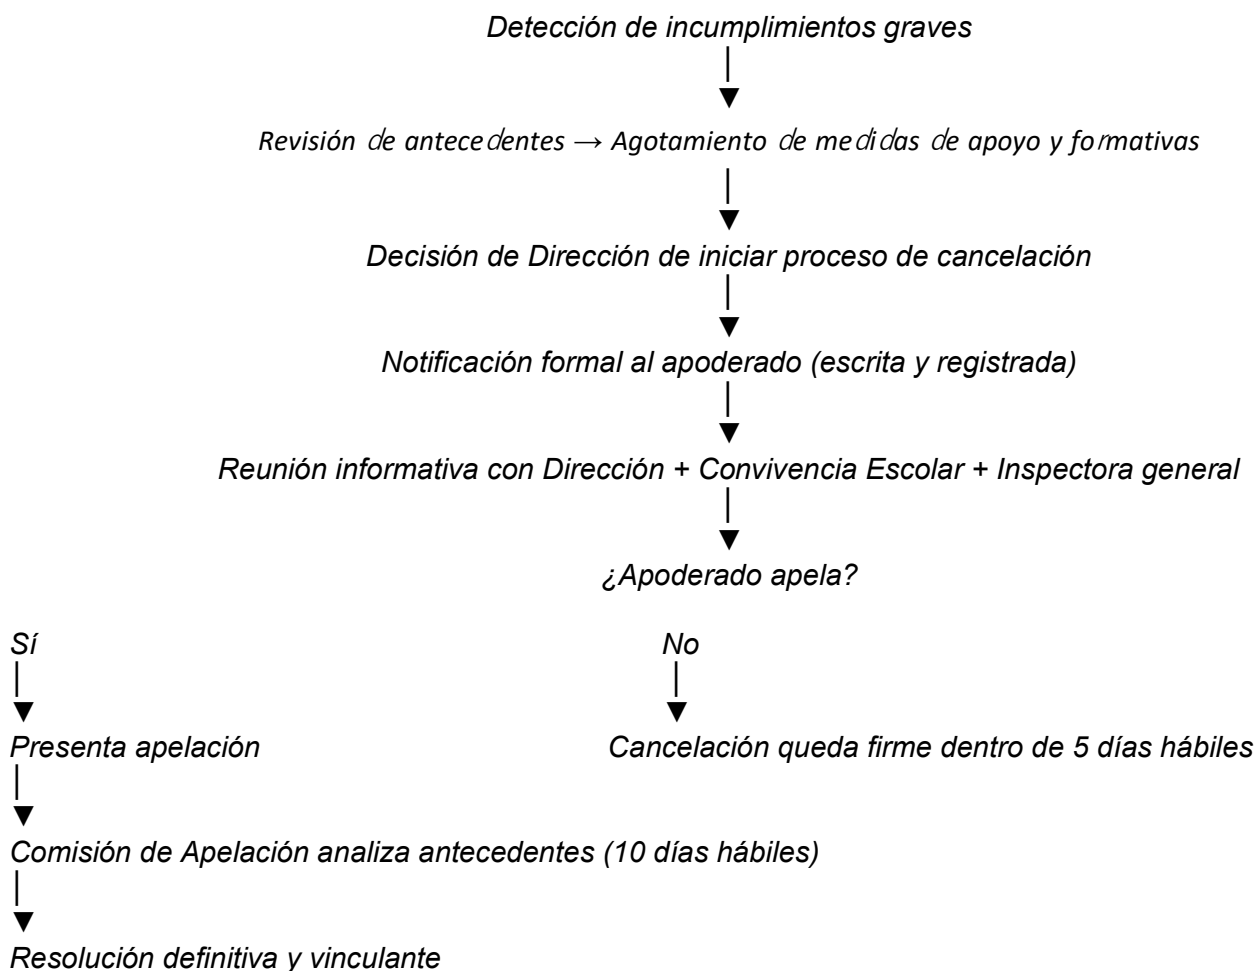 Detección de incumplimientos graves
Revisión de antecedentes → Agotamiento de medidas de apoyo y formativas
Decisión de Dirección de iniciar proceso de cancelación
Notificación formal al apoderado (escrita y registrada)
Reunión informativa con Dirección + Convivencia Escolar + Inspectora general
¿Apoderado apela?
Sí
No
Presenta apelación
Cancelación queda firme dentro de 5 días hábiles
Comisión de Apelación analiza antecedentes (10 días hábiles)
Resolución definitiva y vinculante